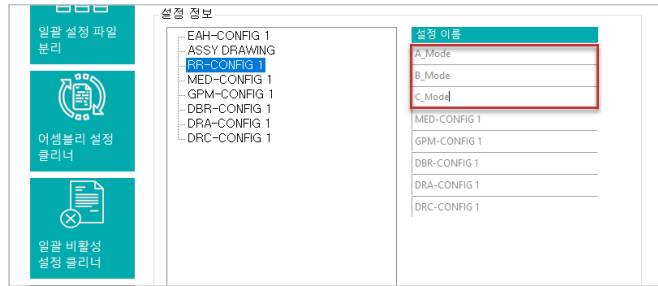 일괄 설정 파일
분리
어셈블리 설정
클리너
일괄 비활성
설정 클리너
설정 정보
EAH-CONFIG 1
ASSY DRAWING
RR-CONFIG 1
MED-CONFIG 1
GPM-CONFIG 1
DBR-CONFIG 1
DRA-CONFIG 1
DRC-CONFIG 1
설정 이름
A_Mode
B_Mode
C_Mode
MED-CONFIG 1
GPM-CONFIG 1
DBR-CONFIG 1
DRA-CONFIG 1
DRC-CONFIG 1